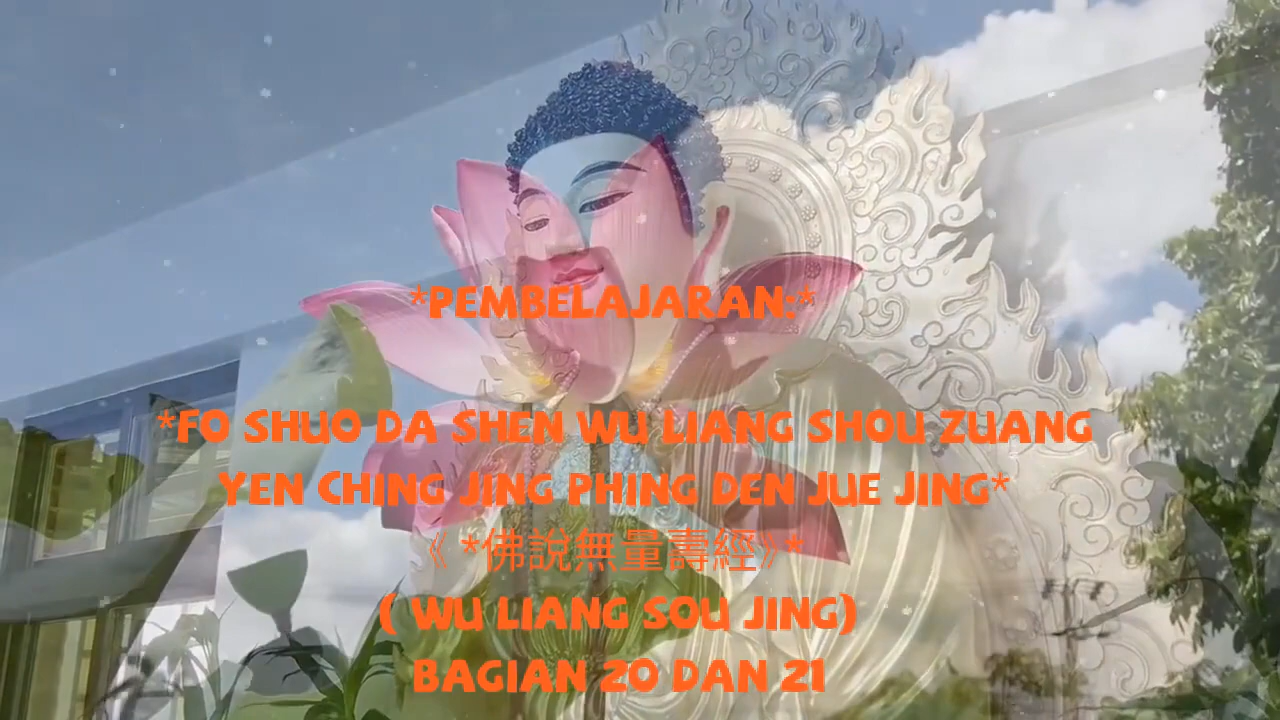 *PEMBELAJARAN:*
*FO SHUO DA SHEN WU LIANG SHOU ZUANG
YEN CHING JING PHING DEN JUE JING*
《 *佛說無量壽經》*
( WU LIANG SOU JING)
BAGIAN 20 DAN 21